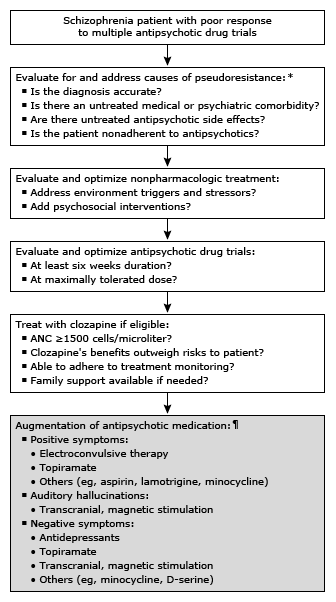 Schizophrenia patient with poor response
to multiple antipsychotic drug trials
Evaluate for and address causes of pseudoresistance:*
▪ Is the diagnosis accurate?
▪ Is there an untreated medical or psychiatric comorbidity?
▪ Are there untreated antipsychotic side effects?
▪ Is the patient nonadherent to antipsychotics?
Evaluate and optimize nonpharmacologic treatment:
▪ Address environment triggers and stressors?
▪ Add psychosocial interventions?
Evaluate and optimize antipsychotic drug trials:
▪ At least six weeks duration?
▪ At maximally tolerated dose?
Treat with clozapine if eligible:
▪ ANC ≥1500 cells/microliter?
▪ Clozapine's benefits outweigh risks to patient?
▪ Able to adhere to treatment monitoring?
▪ Family support available if needed?
Augmentation of antipsychotic medication:¶
▪ Positive symptoms:
• Electroconvulsive therapy
• Topiramate
• Others (eg, aspirin, lamotrigine, minocycline)
▪ Auditory hallucinations:
• Transcranial, magnetic stimulation
▪ Negative symptoms:
• Antidepressants
• Topiramate
• Transcranial, magnetic stimulation
• Others (eg, minocycline, D-serine)